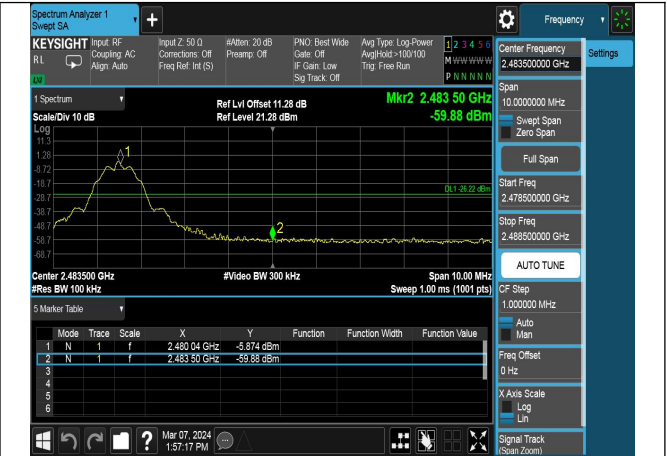 Spectrum Analyzer 1
Swept SA
+
Frequency
KEYSIGHT Input: RF Input Z: 50 Ω #Atten: 20 dB PNO: Best Wide Avg Type: Log-Power 1 2 3 4 5 6
RL Coupling: AC Corrections: Off Preamp: Off Gate: Off Avg|Hold:>100/100 M W W W W W
Align: Auto Freq Ref: Int (S) IF Gain: Low Trig: Free Run
Sig Track: Off P N N N N N
Center Frequency
2.483500000 GHz
Settings
1 Spectrum
Ref Lvl Offset 11.28 dB
Mkr2 2.483 50 GHz
Scale/Div 10 dB
Ref Level 21.28 dBm
-59.88 dBm
Log
11.3
1.28
-8.72
-18.7
-28.7
-38.7
-48.7
-58.7
-68.7
1
DL1 -26.22 dBm
2
Center 2.483500 GHz #Video BW 300 kHz Span 10.00 MHz
#Res BW 100 kHz Sweep 1.00 ms (1001 pts)
Span
10.0000000 MHz
Swept Span
Zero Span
Full Span
Start Freq
2.478500000 GHz
Stop Freq
2.488500000 GHz
AUTO TUNE
CF Step
1.000000 MHz
Auto
Man
Freq Offset
0 Hz
X Axis Scale
Log
Lin
Signal Track
(Span Zoom)
5 Marker Table
Mode Trace Scale X Y Function Function Width Function Value
1 N 1 f 2.480 04 GHz -5.874 dBm
2 N 1 f 2.483 50 GHz -59.88 dBm
3
4
5
6
?
Mar 07, 2024
1:57:17 PM